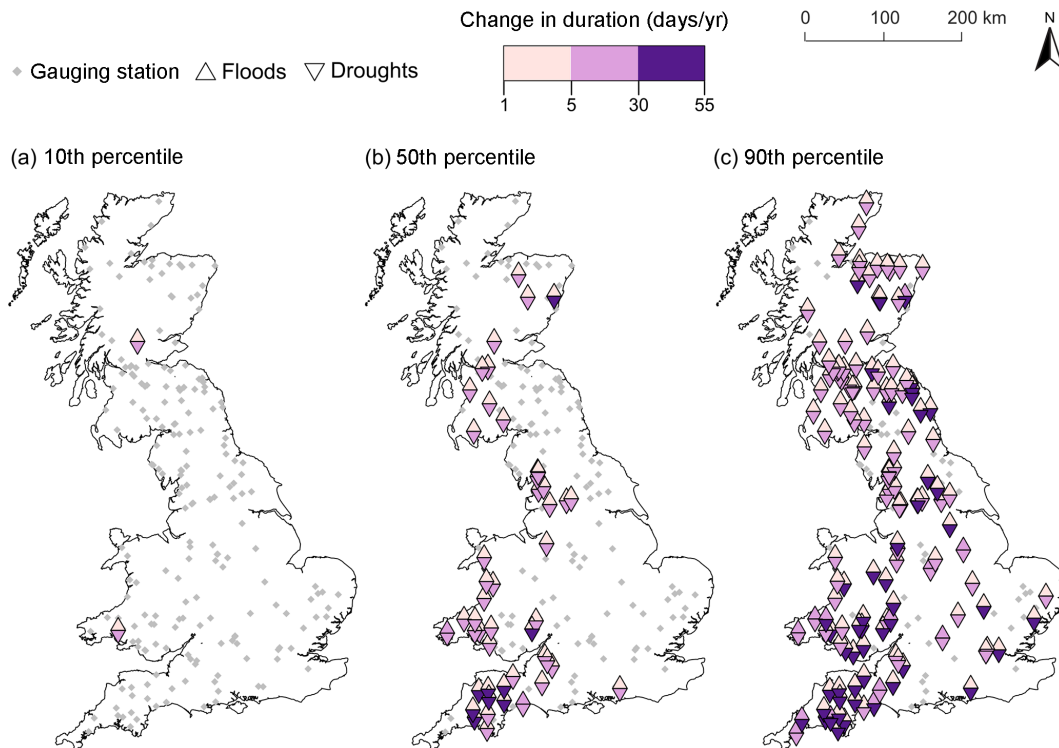 Change in duration (days/yr)
0 100 200 km
N
Gauging station Floods Droughts
1 5 30 55
(a) 10th percentile
(b) 50th percentile
(c) 90th percentile